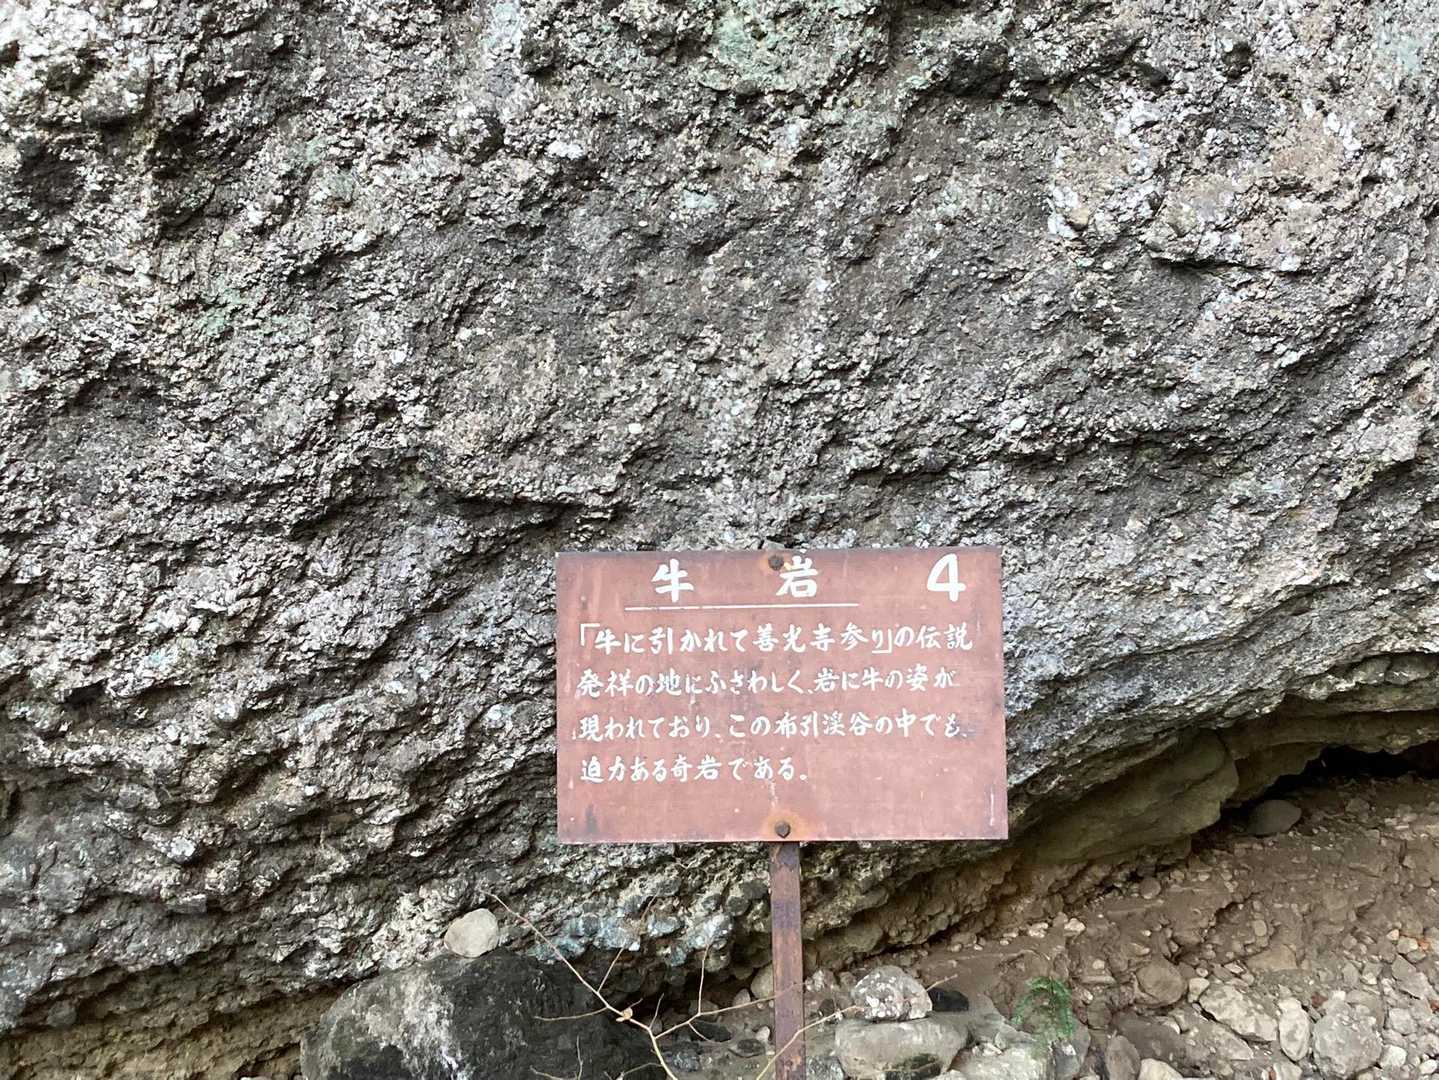 牛岩 4
「牛に引かれて善光寺参り」の伝説
発祥の地にふさわしく、岩に牛の姿が
現われており、この布引渓谷の中でも、
迫力ある奇岩である。